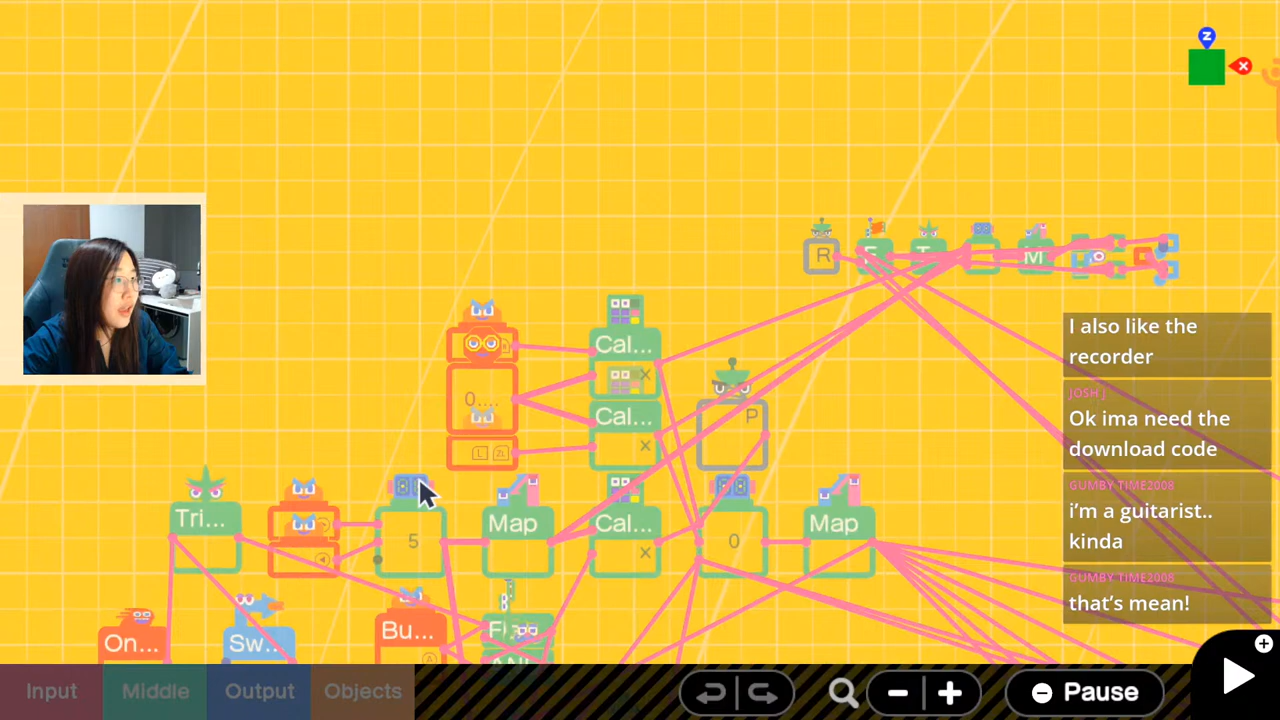 Z
X
R
M
I also like the
recorder
Cal...
0....
P
JOSH J
Ok ima need the
download code
Cal...
L ZL
GUMBY TIME2008
i'm a guitarist..
kinda
Tri...
5
Map
Cal...
0
Map
GUMBY TIME2008
that's mean!
On...
Sw...
Bu...
Input
Middle
Output
Objects
Pause